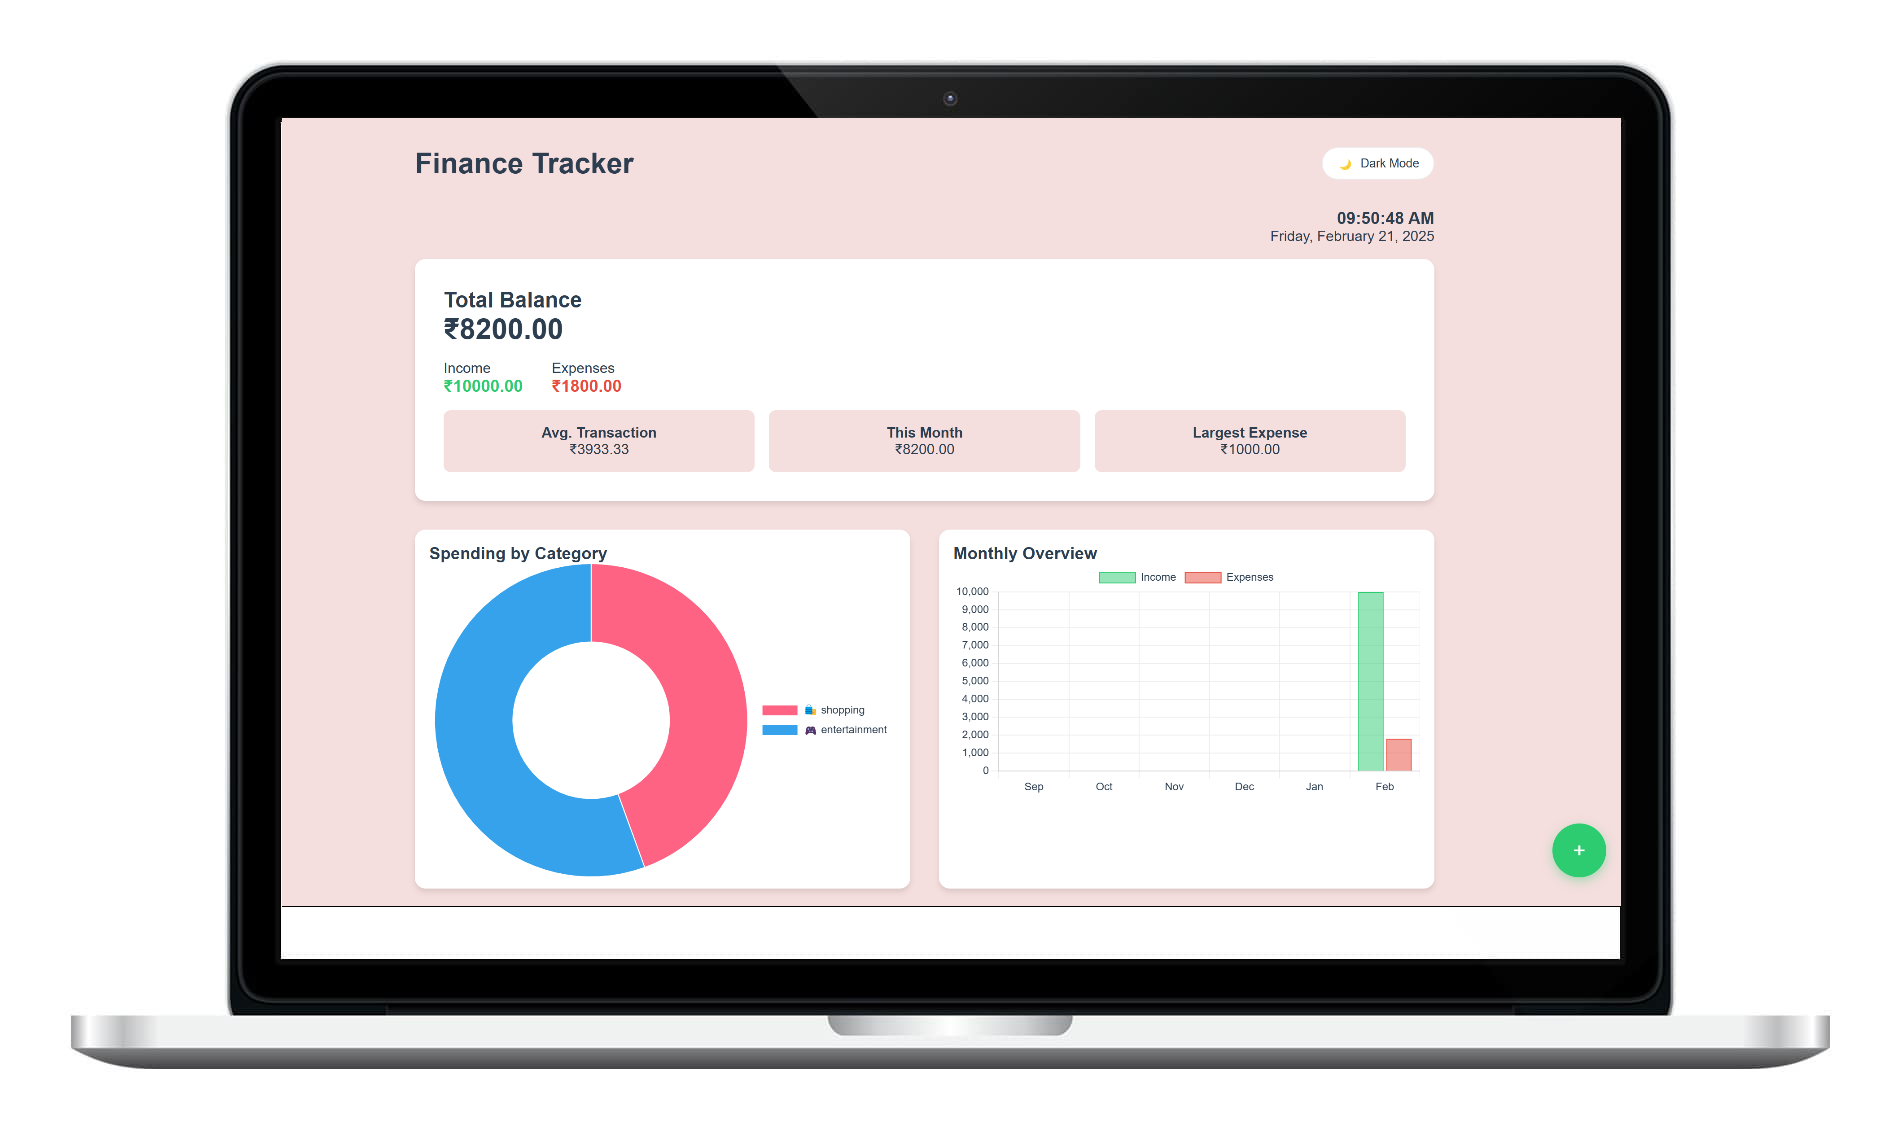 Finance Tracker
🌙 Dark Mode
09:50:48 AM
Friday, February 21, 2025
Total Balance
₹8200.00
Income
₹10000.00
Expenses
₹1800.00
Avg. Transaction
₹3933.33
This Month
₹8200.00
Largest Expense
₹1000.00
Spending by Category
🛍️ shopping
🎮 entertainment
Monthly Overview
Income Expenses
10,000
9,000
8,000
7,000
6,000
5,000
4,000
3,000
2,000
1,000
0
Sep Oct Nov Dec Jan Feb
+